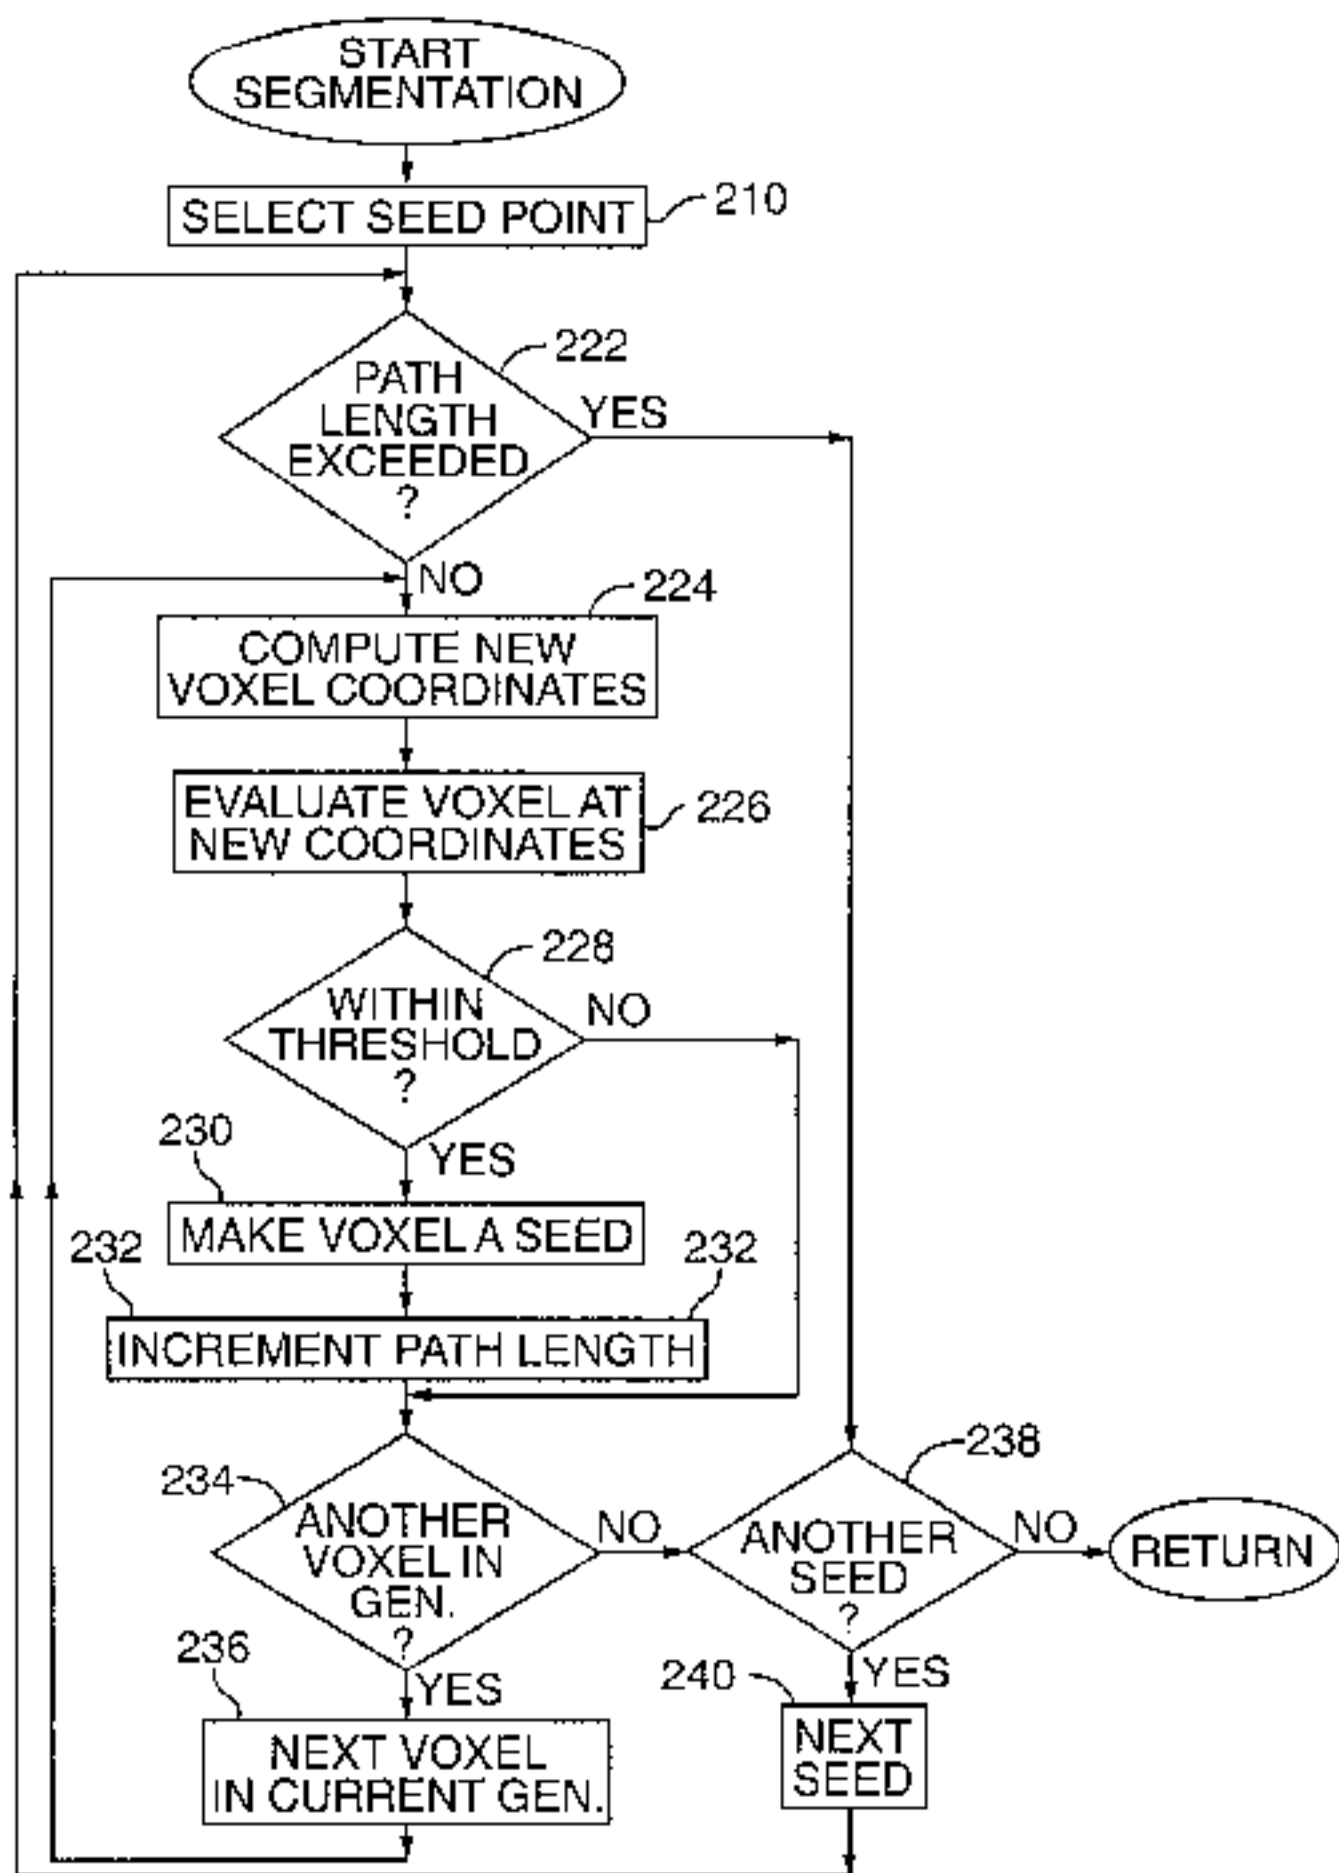 START
SEGMENTATION
SELECT SEED POINT
210
222
PATH
LENGTH
EXCEEDED
?
YES
NO
224
COMPUTE NEW
VOXEL COORDINATES
EVALUATE VOXEL AT
NEW COORDINATES
226
228
WITHIN
THRESHOLD
?
NO
230
YES
MAKE VOXEL A SEED
232
232
INCREMENT PATH LENGTH
234
ANOTHER
VOXEL IN
GEN.
?
NO
238
ANOTHER
SEED
?
NO
RETURN
236
YES
NEXT VOXEL
IN CURRENT GEN.
240
YES
NEXT
SEED